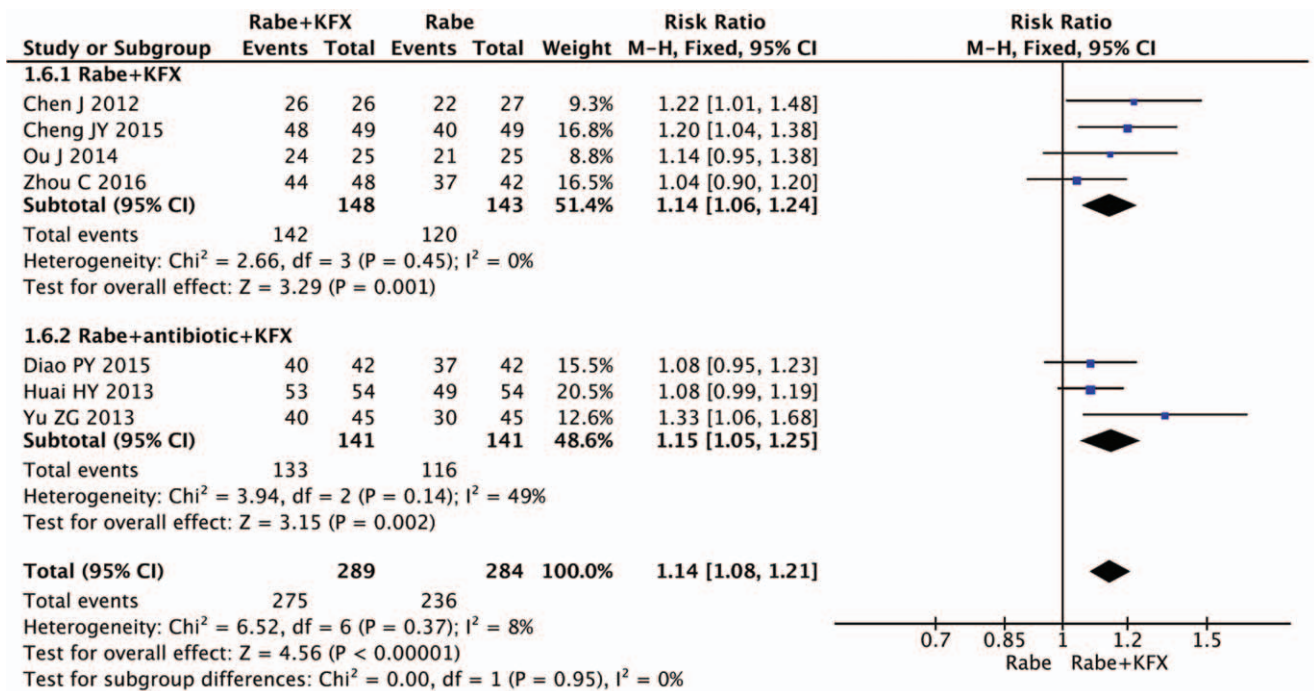 Rabe+KFX Rabe Risk Ratio Risk Ratio
Study or Subgroup Events Total Events Total Weight M-H, Fixed, 95% CI M-H, Fixed, 95% CI
1.6.1 Rabe+KFX
Chen J 2012 26 26 22 27 9.3% 1.22 [1.01, 1.48]
Cheng JY 2015 48 49 40 49 16.8% 1.20 [1.04, 1.38]
Ou J 2014 24 25 21 25 8.8% 1.14 [0.95, 1.38]
Zhou C 2016 44 48 37 42 16.5% 1.04 [0.90, 1.20]
Subtotal (95% CI) 148 143 51.4% 1.14 [1.06, 1.24]
Total events 142 120
Heterogeneity: Chi² = 2.66, df = 3 (P = 0.45); I² = 0%
Test for overall effect: Z = 3.29 (P = 0.001)
1.6.2 Rabe+antibiotic+KFX
Diao PY 2015 40 42 37 42 15.5% 1.08 [0.95, 1.23]
Huai HY 2013 53 54 49 54 20.5% 1.08 [0.99, 1.19]
Yu ZG 2013 40 45 30 45 12.6% 1.33 [1.06, 1.68]
Subtotal (95% CI) 141 141 48.6% 1.15 [1.05, 1.25]
Total events 133 116
Heterogeneity: Chi² = 3.94, df = 2 (P = 0.14); I² = 49%
Test for overall effect: Z = 3.15 (P = 0.002)
Total (95% CI) 289 284 100.0% 1.14 [1.08, 1.21]
Total events 275 236
Heterogeneity: Chi² = 6.52, df = 6 (P = 0.37); I² = 8%
Test for overall effect: Z = 4.56 (P < 0.00001)
Test for subgroup differences: Chi² = 0.00, df = 1 (P = 0.95), I² = 0%
0.7 0.85 1 1.2 1.5
Rabe Rabe+KFX